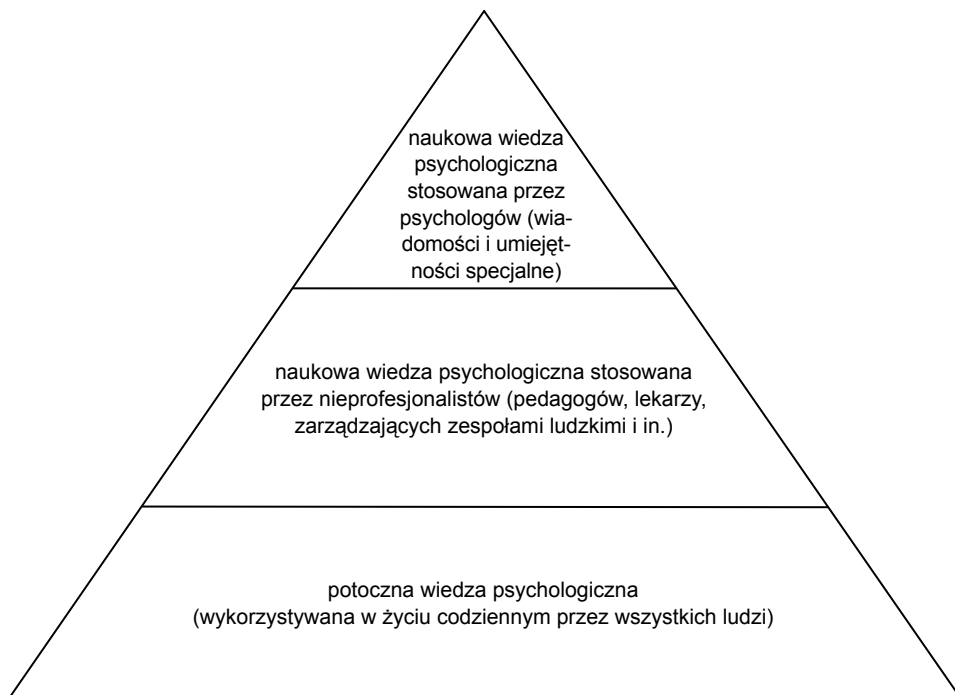 naukowa wiedza
psychologiczna
stosowana przez
psychologów (wia-
domości i umiejęt-
ności specjalne)
naukowa wiedza psychologiczna stosowana
przez nieprofesjonalistów (pedagogów, lekarzy,
zarządzających zespołami ludzkimi i in.)
potoczna wiedza psychologiczna
(wykorzystywana w życiu codziennym przez wszystkich ludzi)